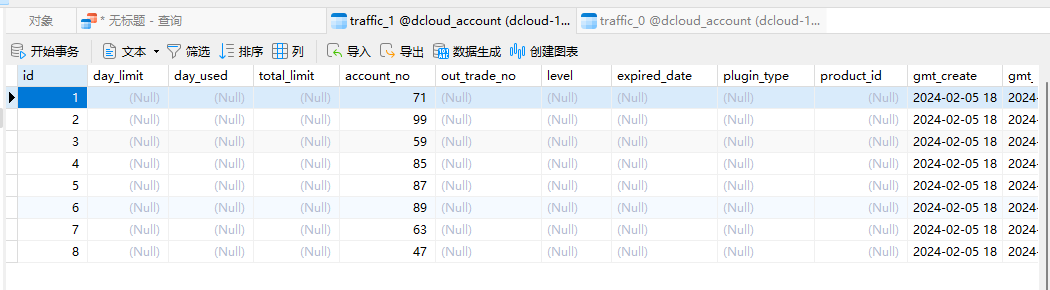 对象 * 无标题 - 查询 traffic_1 @dcloud_account (dcloud-1... traffic_0 @dcloud_account (dcloud-1...
开始事务 文本 筛选 排序 列 导入 导出 数据生成 创建图表
id day_limit day_used total_limit account_no out_trade_no level expired_date plugin_type product_id gmt_create gmt_
1 (Null) (Null) (Null) 71 (Null) (Null) (Null) (Null) (Null) 2024-02-05 18 2024-
2 (Null) (Null) (Null) 99 (Null) (Null) (Null) (Null) (Null) 2024-02-05 18 2024-
3 (Null) (Null) (Null) 59 (Null) (Null) (Null) (Null) (Null) 2024-02-05 18 2024-
4 (Null) (Null) (Null) 85 (Null) (Null) (Null) (Null) (Null) 2024-02-05 18 2024-
5 (Null) (Null) (Null) 87 (Null) (Null) (Null) (Null) (Null) 2024-02-05 18 2024-
6 (Null) (Null) (Null) 89 (Null) (Null) (Null) (Null) (Null) 2024-02-05 18 2024-
7 (Null) (Null) (Null) 63 (Null) (Null) (Null) (Null) (Null) 2024-02-05 18 2024-
8 (Null) (Null) (Null) 47 (Null) (Null) (Null) (Null) (Null) 2024-02-05 18 2024-